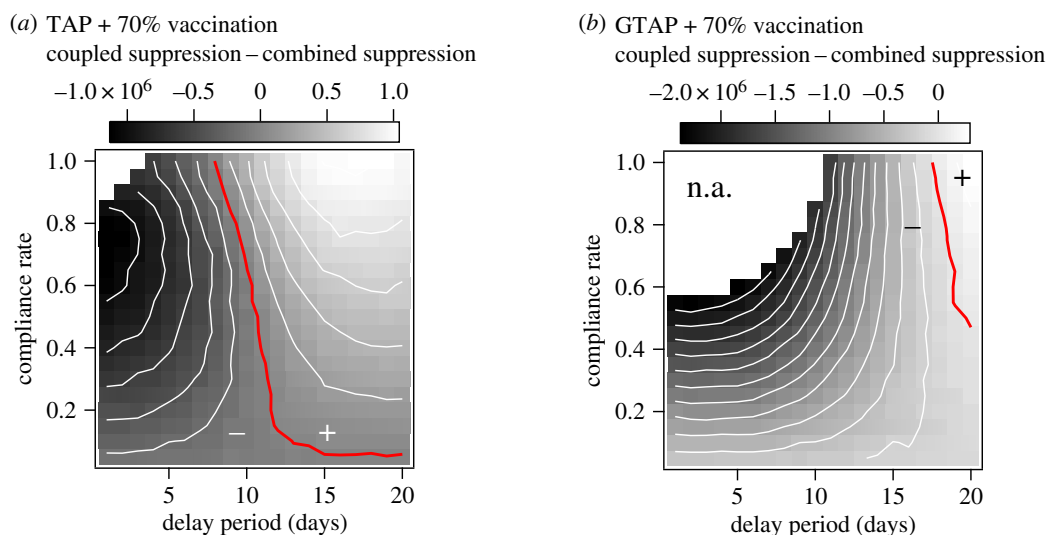 (a) TAP + 70% vaccination
coupled suppression – combined suppression
–1.0 × 10⁶ –0.5 0 0.5 1.0
1.0
0.8
0.6
0.4
0.2
compliance rate
– +
5 10 15 20
delay period (days)
(b) GTAP + 70% vaccination
coupled suppression – combined suppression
–2.0 × 10⁶ –1.5 –1.0 –0.5 0
1.0
0.8
0.6
0.4
0.2
compliance rate
n.a.
+
–
5 10 15 20
delay period (days)